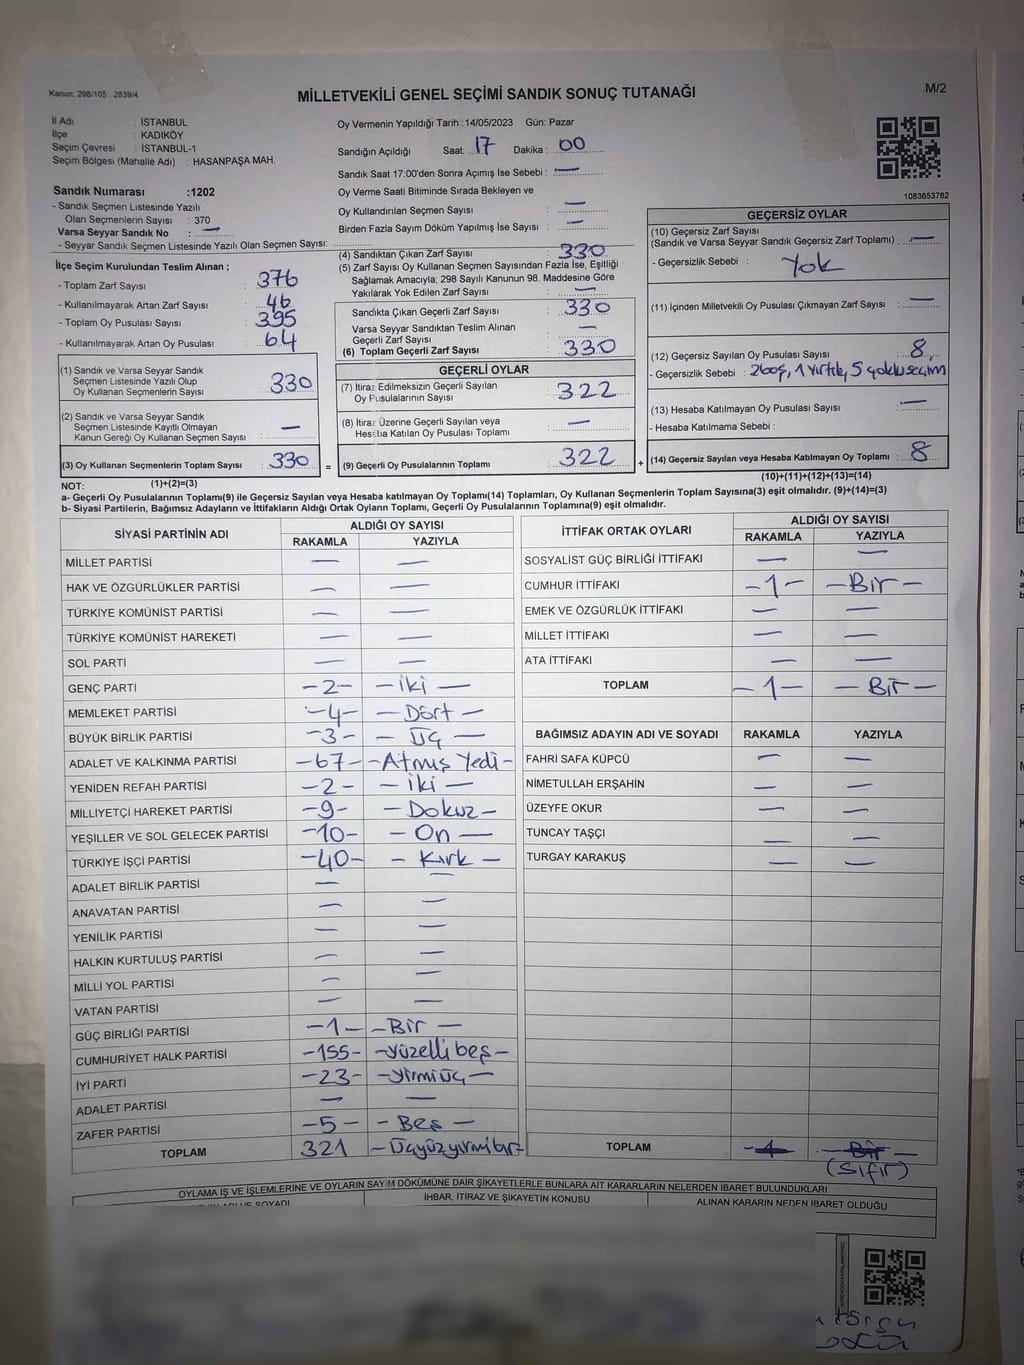 Kanun: 298/105 , 2839/4
MİLLETVEKİLİ GENEL SEÇİMİ SANDIK SONUÇ TUTANAĞI
M/2
İl Adı : İSTANBUL
İlçe : KADIKÖY
Seçim Çevresi : İSTANBUL-1
Seçim Bölgesi (Mahalle Adı) : HASANPAŞA MAH.
Sandık Numarası :1202
- Sandık Seçmen Listesinde Yazılı
Olan Seçmenlerin Sayısı : 370
Varsa Seyyar Sandık No : —
- Seyyar Sandık Seçmen Listesinde Yazılı Olan Seçmen Sayısı:
Oy Vermenin Yapıldığı Tarih :14/05/2023 Gün: Pazar
Sandığın Açıldığı Saat: 17 Dakika : 00
Sandık Saat 17:00'den Sonra Açımış İse Sebebi : —
Oy Verme Saati Bitiminde Sırada Bekleyen ve
Oy Kullandırılan Seçmen Sayısı —
Birden Fazla Sayım Döküm Yapılmış İse Sayısı : —
1083653782
İlçe Seçim Kurulundan Teslim Alınan ;
- Toplam Zarf Sayısı : 376
- Kullanılmayarak Artan Zarf Sayısı : 46
- Toplam Oy Pusulası Sayısı : 395
- Kullanılmayarak Artan Oy Pusulası : 64
(4) Sandıktan Çıkan Zarf Sayısı : 330
(5) Zarf Sayısı Oy Kullanan Seçmen Sayısından Fazla İse, Eşitliği
Sağlamak Amacıyla; 298 Sayılı Kanunun 98. Maddesine Göre
Yakılarak Yok Edilen Zarf Sayısı : —
Sandıkta Çıkan Geçerli Zarf Sayısı : 330
Varsa Seyyar Sandıktan Teslim Alınan
Geçerli Zarf Sayısı : —
(6) Toplam Geçerli Zarf Sayısı : 330
GEÇERSİZ OYLAR
(10) Geçersiz Zarf Sayısı
(Sandık ve Varsa Seyyar Sandık Geçersiz Zarf Toplamı) : —
- Geçersizlik Sebebi : Yok
(11) İçinden Milletvekili Oy Pusulası Çıkmayan Zarf Sayısı : —
(12) Geçersiz Sayılan Oy Pusulası Sayısı : 8
- Geçersizlik Sebebi : 2boş, 1 yırtık, 5 çoklu seçim
(13) Hesaba Katılmayan Oy Pusulası Sayısı : —
- Hesaba Katılmama Sebebi :
(14) Geçersiz Sayılan veya Hesaba Katılmayan Oy Toplamı : 8
(10)+(11)+(12)+(13)=(14)
(1) Sandık ve Varsa Seyyar Sandık
Seçmen Listesinde Yazılı Olup
Oy Kullanan Seçmenlerin Sayısı : 330
(2) Sandık ve Varsa Seyyar Sandık
Seçmen Listesinde Kayıtlı Olmayan
Kanun Gereği Oy Kullanan Seçmen Sayısı : —
(3) Oy Kullanan Seçmenlerin Toplam Sayısı : 330 =
GEÇERLİ OYLAR
(7) İtiraz Edilmeksizin Geçerli Sayılan
Oy Pusulalarının Sayısı : 322
(8) İtiraz Üzerine Geçerli Sayılan veya
Hesaba Katılan Oy Pusulası Toplamı : —
(9) Geçerli Oy Pusulalarının Toplamı : 322 +
NOT: (1)+(2)=(3)
a- Geçerli Oy Pusulalarının Toplamı(9) ile Geçersiz Sayılan veya Hesaba katılmayan Oy Toplamı(14) Toplamları, Oy Kullanan Seçmenlerin Toplam Sayısına(3) eşit olmalıdır. (9)+(14)=(3)
b- Siyasi Partilerin, Bağımsız Adayların ve İttifakların Aldığı Ortak Oyların Toplamı, Geçerli Oy Pusulalarının Toplamına(9) eşit olmalıdır.
SİYASİ PARTİNİN ADI ALDIĞI OY SAYISI
RAKAMLA YAZIYLA
MİLLET PARTİSİ — —
HAK VE ÖZGÜRLÜKLER PARTİSİ — —
TÜRKİYE KOMÜNİST PARTİSİ — —
TÜRKİYE KOMÜNİST HAREKETİ — —
SOL PARTİ — —
GENÇ PARTİ -2- -İki-
MEMLEKET PARTİSİ -4- -Dört-
BÜYÜK BİRLİK PARTİSİ -3- -Üç-
ADALET VE KALKINMA PARTİSİ -67- -Atmış Yedi-
YENİDEN REFAH PARTİSİ -2- -İki-
MİLLİYETÇİ HAREKET PARTİSİ -9- -Dokuz-
YEŞİLLER VE SOL GELECEK PARTİSİ -10- -On-
TÜRKİYE İŞÇİ PARTİSİ -40- -Kırk-
ADALET BİRLİK PARTİSİ — —
ANAVATAN PARTİSİ — —
YENİLİK PARTİSİ — —
HALKIN KURTULUŞ PARTİSİ — —
MİLLİ YOL PARTİSİ — —
VATAN PARTİSİ — —
GÜÇ BİRLİĞİ PARTİSİ -1- -Bir-
CUMHURİYET HALK PARTİSİ -155- -yüzelli beş-
İYİ PARTİ -23- -yirmi üç-
ADALET PARTİSİ — —
ZAFER PARTİSİ -5- -Beş-
TOPLAM 321 -Üçyüzyirmibir
İTTİFAK ORTAK OYLARI ALDIĞI OY SAYISI
RAKAMLA YAZIYLA
SOSYALİST GÜÇ BİRLİĞİ İTTİFAKI — —
CUMHUR İTTİFAKI -1- -Bir-
EMEK VE ÖZGÜRLÜK İTTİFAKI — —
MİLLET İTTİFAKI — —
ATA İTTİFAKI — —
TOPLAM -1- -Bir-
BAĞIMSIZ ADAYIN ADI VE SOYADI RAKAMLA YAZIYLA
FAHRİ SAFA KÜPCÜ — —
NİMETULLAH ERŞAHİN — —
ÜZEYFE OKUR — —
TUNCAY TAŞÇI — —
TURGAY KARAKUŞ — —
TOPLAM -1- -Bir-
(Sıfır)
OYLAMA İŞ VE İŞLEMLERİNE VE OYLARIN SAYIM DÖKÜMÜNE DAİR ŞİKAYETLERLE BUNLARA AİT KARARLARIN NELERDEN İBARET BULUNDUKLARI
ADI VE SOYADI İHBAR, İTİRAZ VE ŞİKAYETİN KONUSU ALINAN KARARIN NEDEN İBARET OLDUĞU